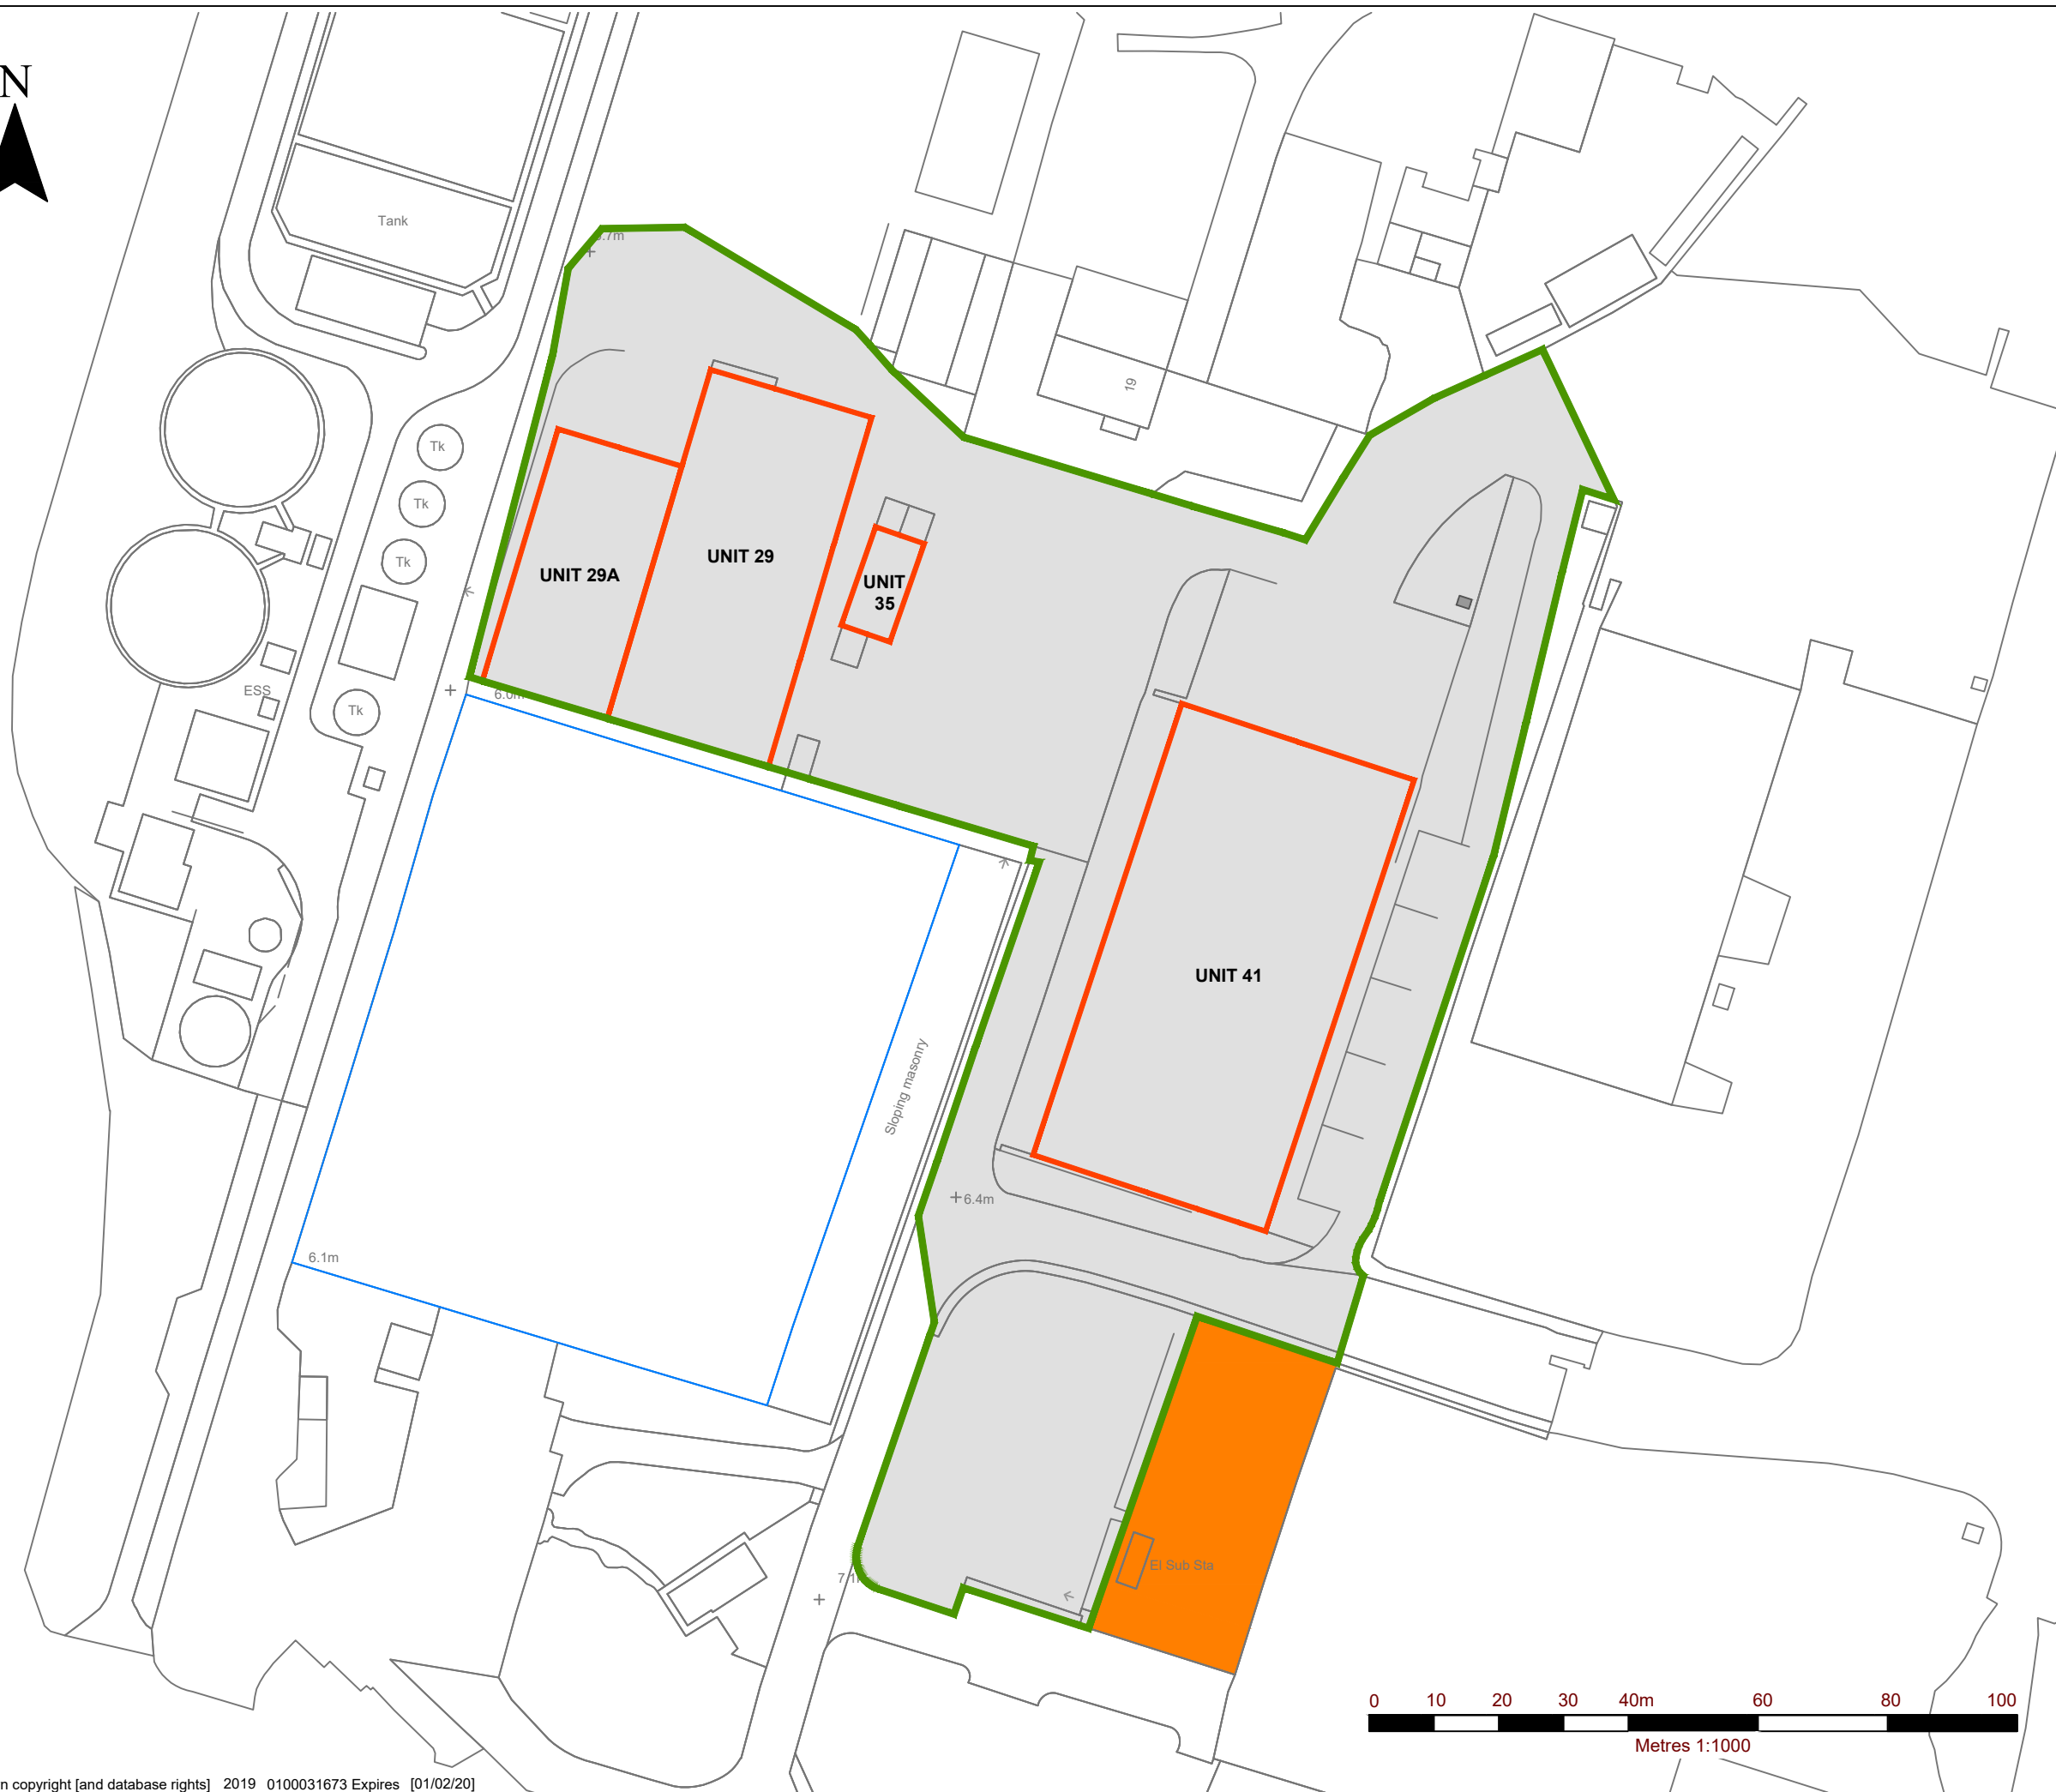 N
Tank
19
Tk
Tk
Tk
Tk
ESS
UNIT 29A
UNIT 29
UNIT
35
UNIT 41
Sloping masonry
6.4m
6.1m
El Sub Sta
0 10 20 30 40m 60 80 100
Metres 1:1000
copyright [and database rights] 2019 0100031673 Expires [01/02/20]